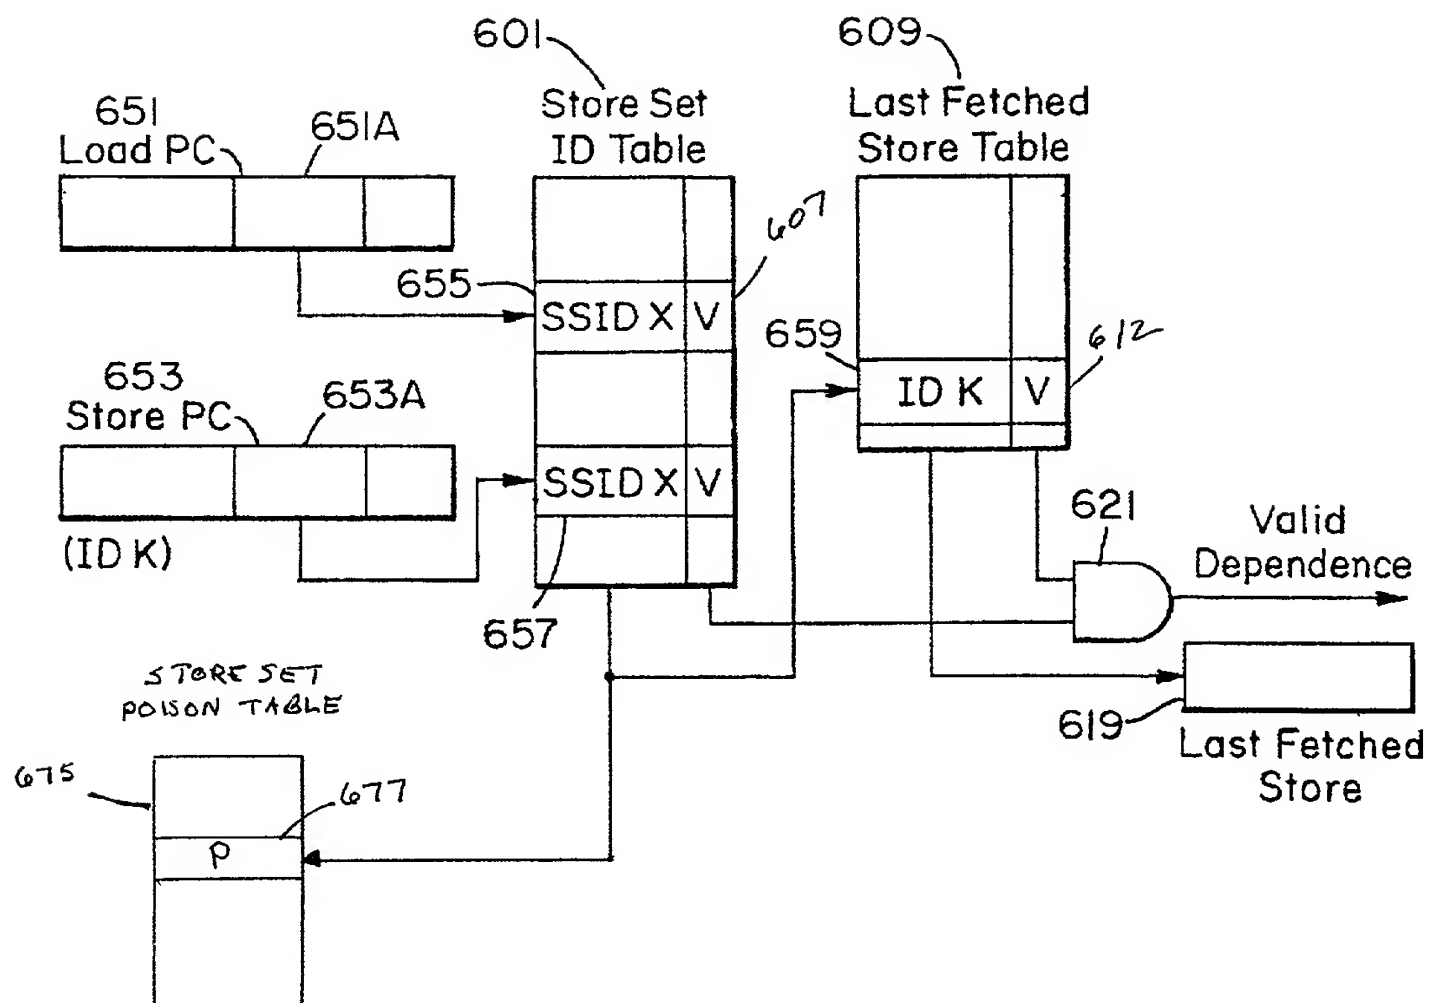 601
609
651
Load PC
651A
Store Set
ID Table
Last Fetched
Store Table
607
655
SSID X V
659
612
ID K V
653
Store PC
653A
SSID X V
(ID K)
657
621
Valid
Dependence
619
Last Fetched
Store
STORE SET
POISON TABLE
675
677
P